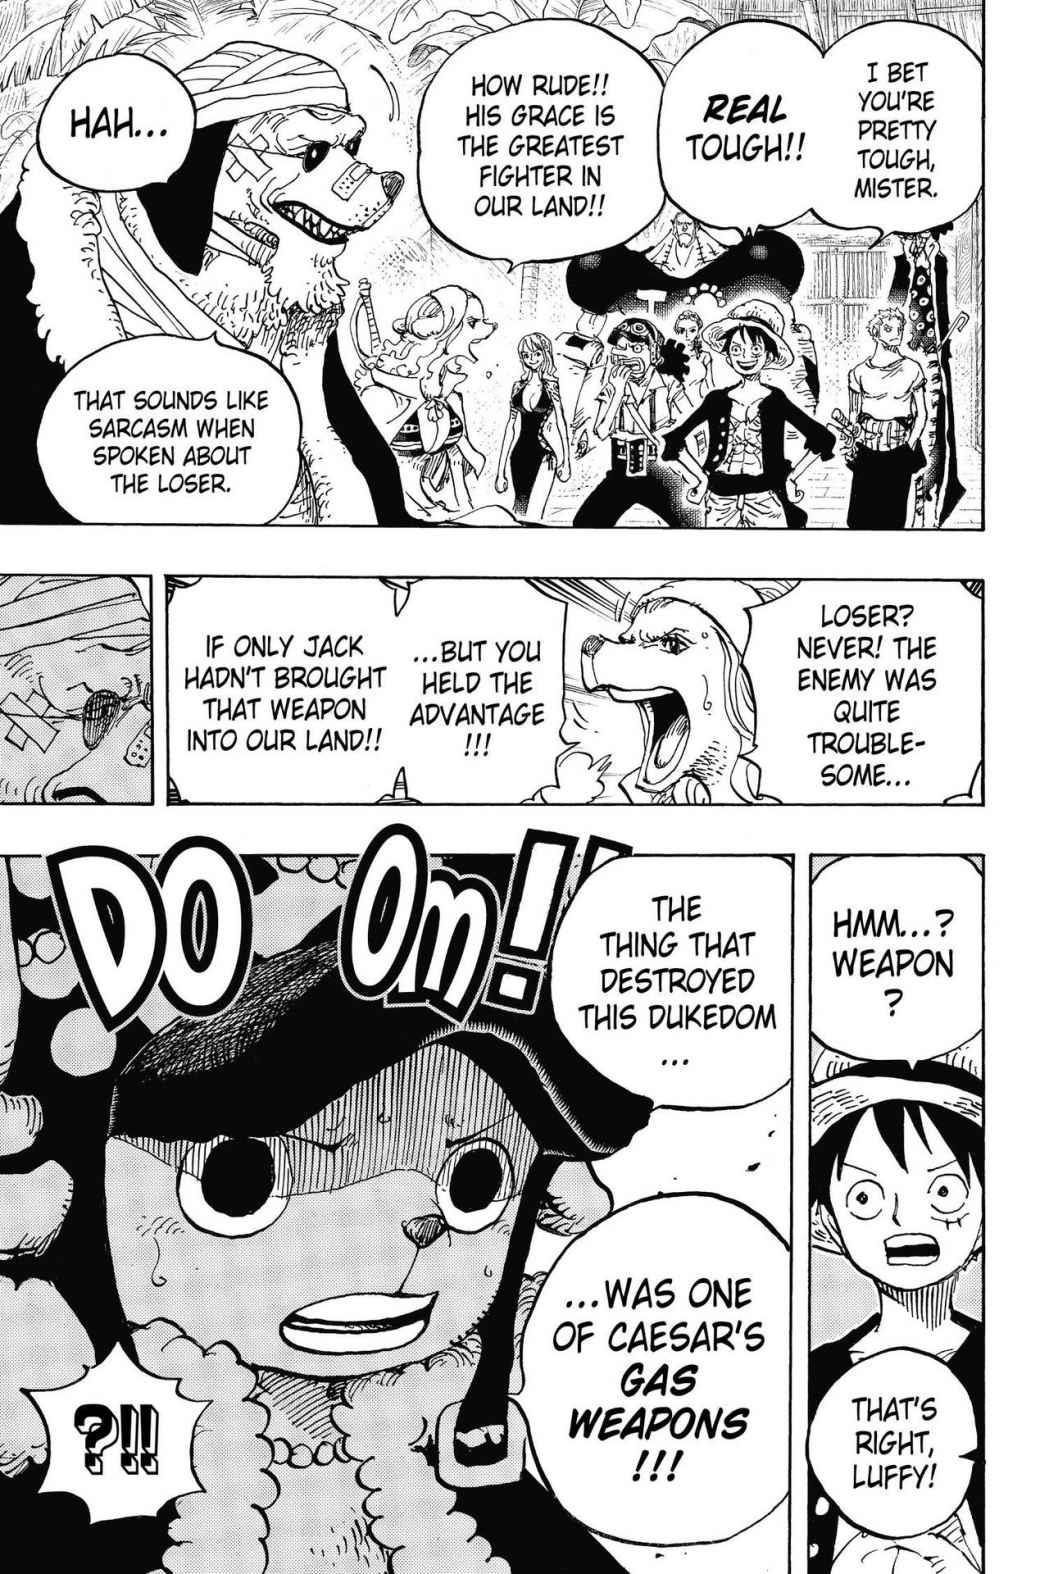 I BET
YOU'RE
PRETTY
TOUGH,
MISTER.
REAL
TOUGH!!
HOW RUDE!!
HIS GRACE IS
THE GREATEST
FIGHTER IN
OUR LAND!!
HAH...
THAT SOUNDS LIKE
SARCASM WHEN
SPOKEN ABOUT
THE LOSER.
LOSER?
NEVER! THE
ENEMY WAS
QUITE
TROUBLE-
SOME...
...BUT YOU
HELD THE
ADVANTAGE
!!!
IF ONLY JACK
HADN'T BROUGHT
THAT WEAPON
INTO OUR LAND!!
HMM...?
WEAPON
?
THAT'S
RIGHT,
LUFFY!
THE
THING THAT
DESTROYED
THIS DUKEDOM
...
...WAS ONE
OF CAESAR'S
GAS
WEAPONS
!!!
DOOM!!
?!!